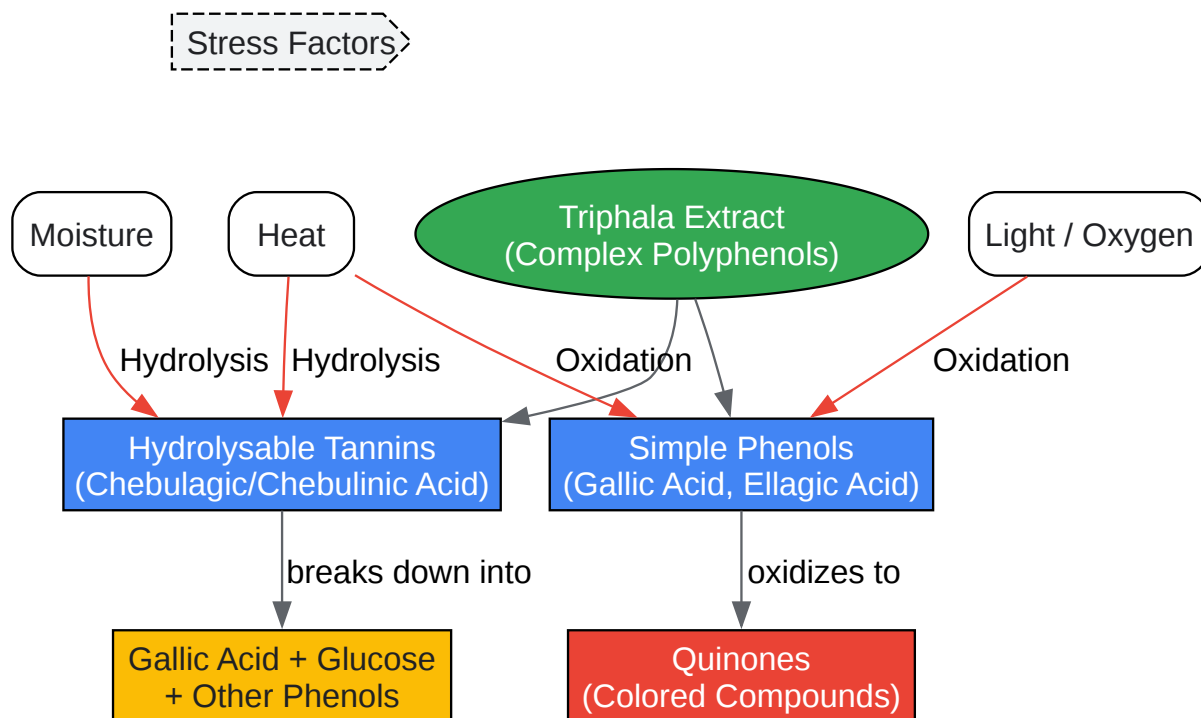 Stress Factors
Moisture
Heat
Triphala Extract
(Complex Polyphenols)
Light / Oxygen
Hydrolysis
Hydrolysis
Oxidation
Oxidation
Hydrolysable Tannins
(Chebulagic/Chebulinic Acid)
Simple Phenols
(Gallic Acid, Ellagic Acid)
breaks down into
oxidizes to
Gallic Acid + Glucose
+ Other Phenols
Quinones
(Colored Compounds)